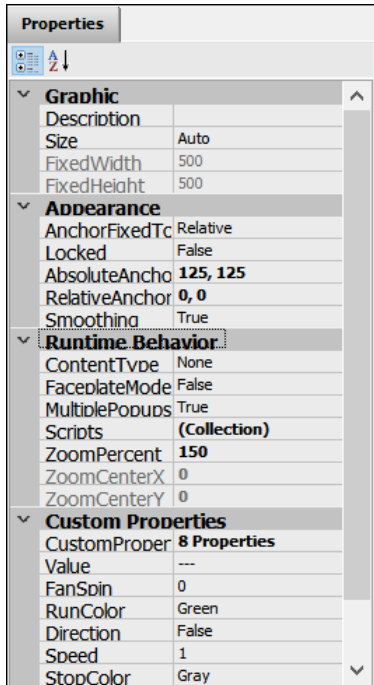 Properties
A
Z
Graphic
Description
Size Auto
FixedWidth 500
FixedHeight 500
Appearance
AnchorFixedTo Relative
Locked False
AbsoluteAncho 125, 125
RelativeAnchor 0, 0
Smoothing True
Runtime Behavior
ContentType None
FaceplateMode False
MultiplePopups True
Scripts (Collection)
ZoomPercent 150
ZoomCenterX 0
ZoomCenterY 0
Custom Properties
CustomProper 8 Properties
Value ---
FanSpin 0
RunColor Green
Direction False
Speed 1
StopColor Gray